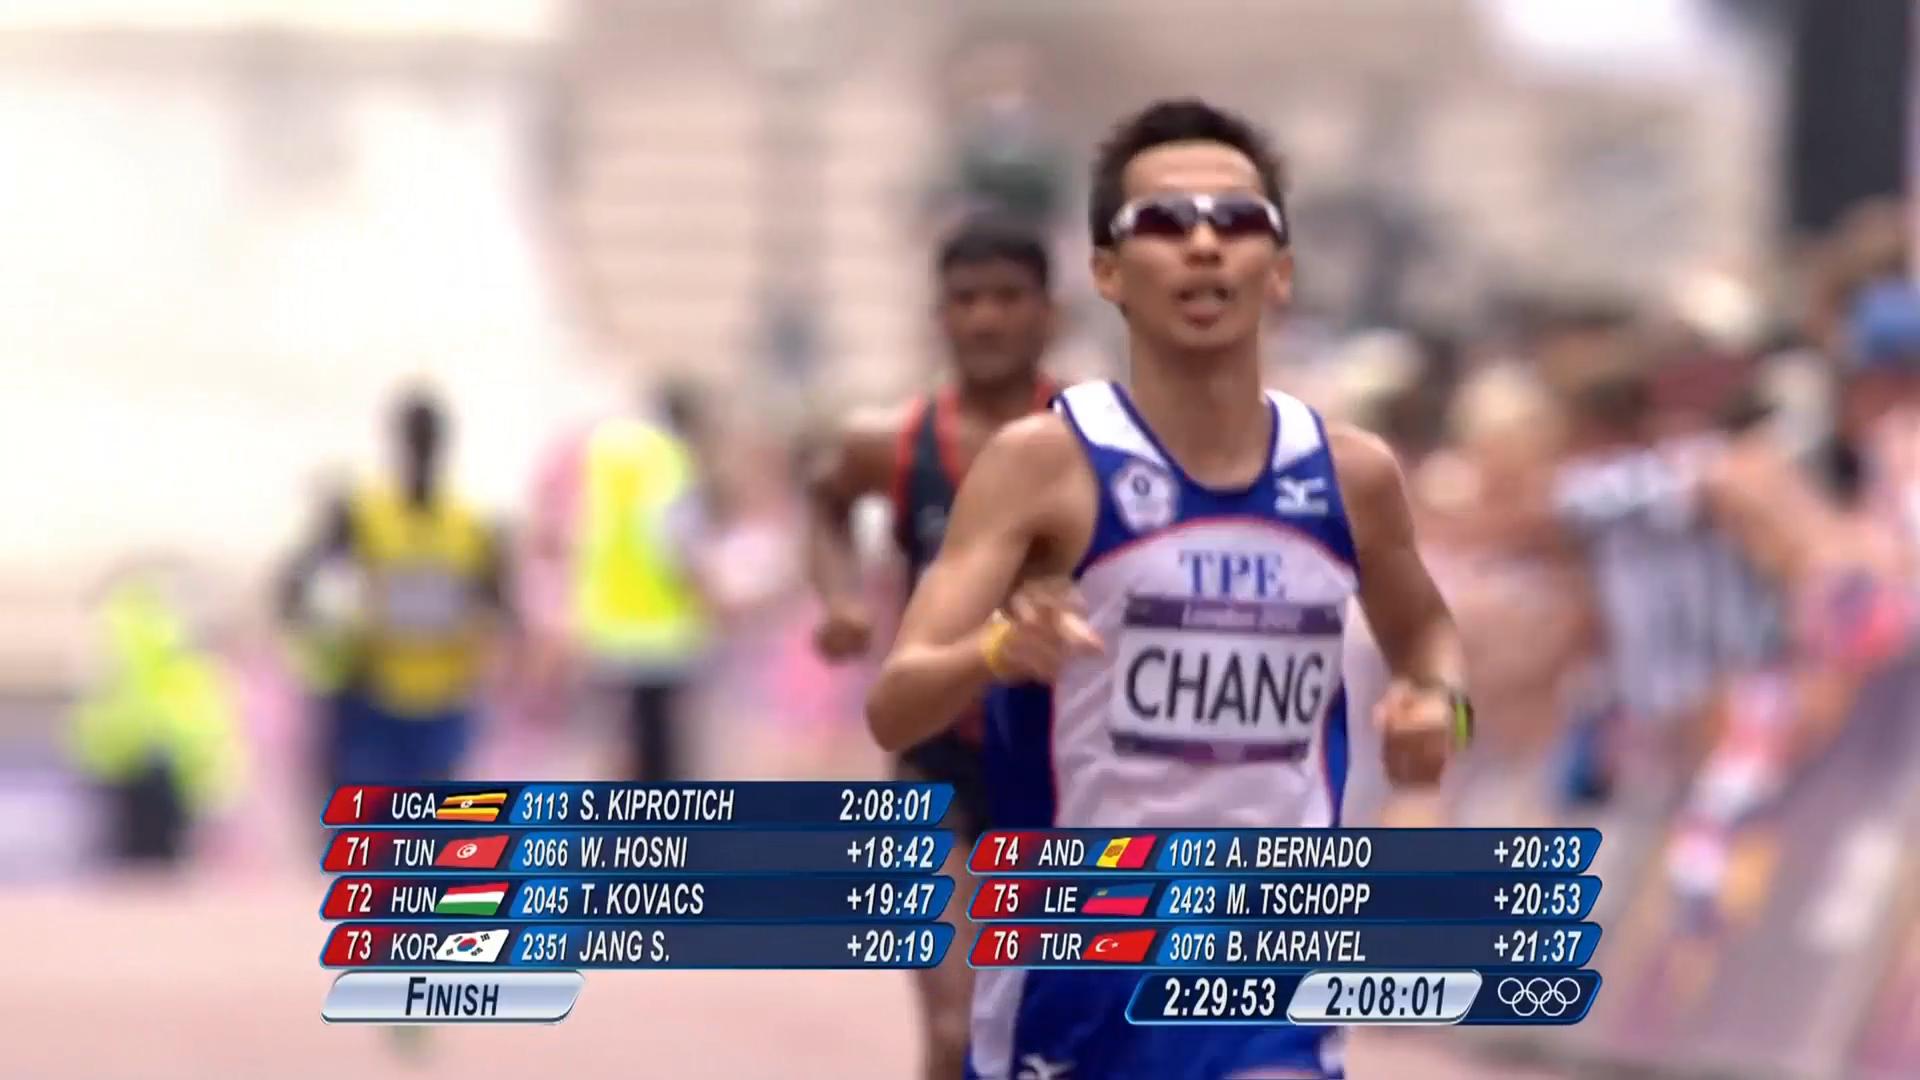 TPE
London 2012
CHANG
1 UGA 3113 S. KIPROTICH 2:08:01
71 TUN 3066 W. HOSNI +18:42
72 HUN 2045 T. KOVACS +19:47
73 KOR 2351 JANG S. +20:19
74 AND 1012 A. BERNADO +20:33
75 LIE 2423 M. TSCHOPP +20:53
76 TUR 3076 B. KARAYEL +21:37
FINISH
2:29:53 2:08:01